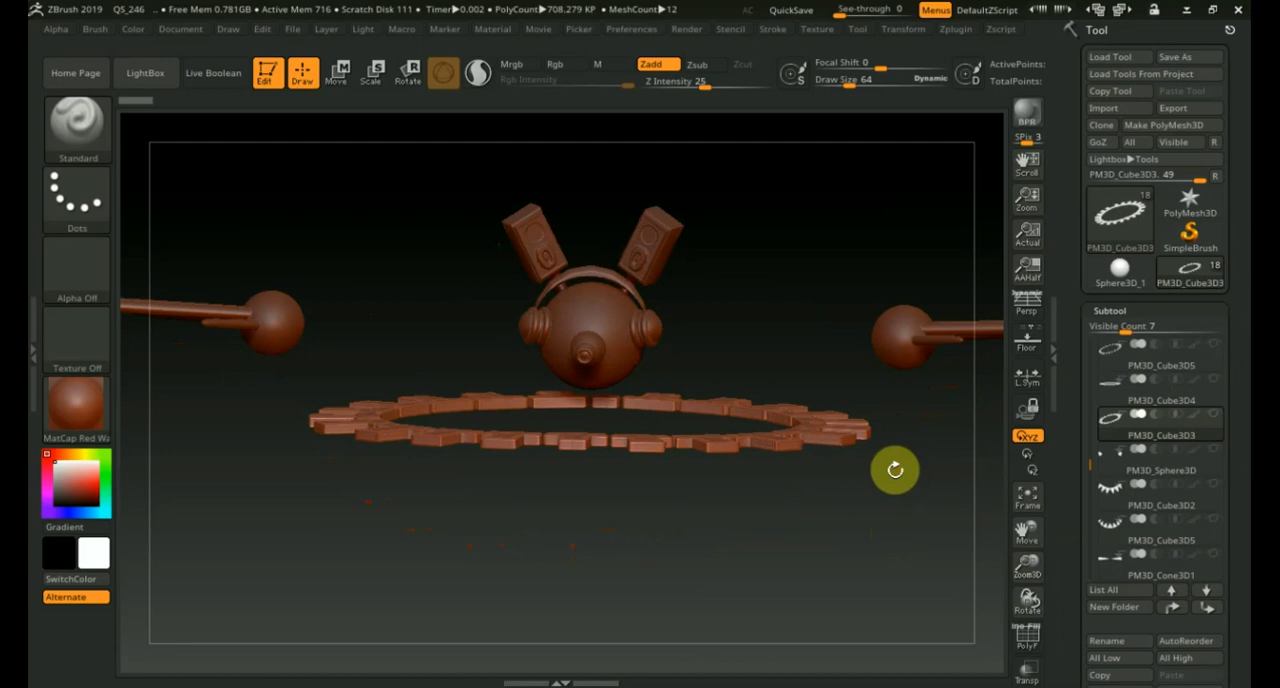 ZBrush 2019 QS_246 • Free Mem 0.781GB • Active Mem 716 • Scratch Disk 111 • Timer▶0.002 • PolyCount▶708.279 KP • MeshCount▶12 AC QuickSave See-through 0 Menus DefaultZScript
Alpha Brush Color Document Draw Edit File Layer Light Macro Marker Material Movie Picker Preferences Render Stencil Stroke Texture Tool Transform Zplugin Zscript
Tool
Home Page LightBox Live Boolean Edit Draw Move Scale Rotate
Mrgb Rgb M Zadd Zsub Zcut
Rgb Intensity Z Intensity 25
Focal Shift 0
Draw Size 64 Dynamic
S D
ActivePoints:
TotalPoints:
Standard
Dots
Alpha Off
Texture Off
MatCap Red Wa
Gradient
SwitchColor
Alternate
BPR
SPix 3
Scroll
Zoom
Actual
AAHalf
Dynamic
Persp
Floor
L.Sym
XYZ
Frame
Move
Zoom3D
Rotate
PolyF
Transp
Load Tool Save As
Load Tools From Project
Copy Tool Paste Tool
Import Export
Clone Make PolyMesh3D
GoZ All Visible R
Lightbox▶Tools
PM3D_Cube3D3. 49 R
18
PM3D_Cube3D3
PolyMesh3D
SimpleBrush
Sphere3D_1
18
PM3D_Cube3D3
Subtool
Visible Count 7
PM3D_Cube3D5
PM3D_Cube3D4
PM3D_Cube3D3
PM3D_Sphere3D
PM3D_Cube3D2
PM3D_Cube3D5
PM3D_Cone3D1
List All
New Folder
Rename AutoReorder
All Low All High
Copy Paste